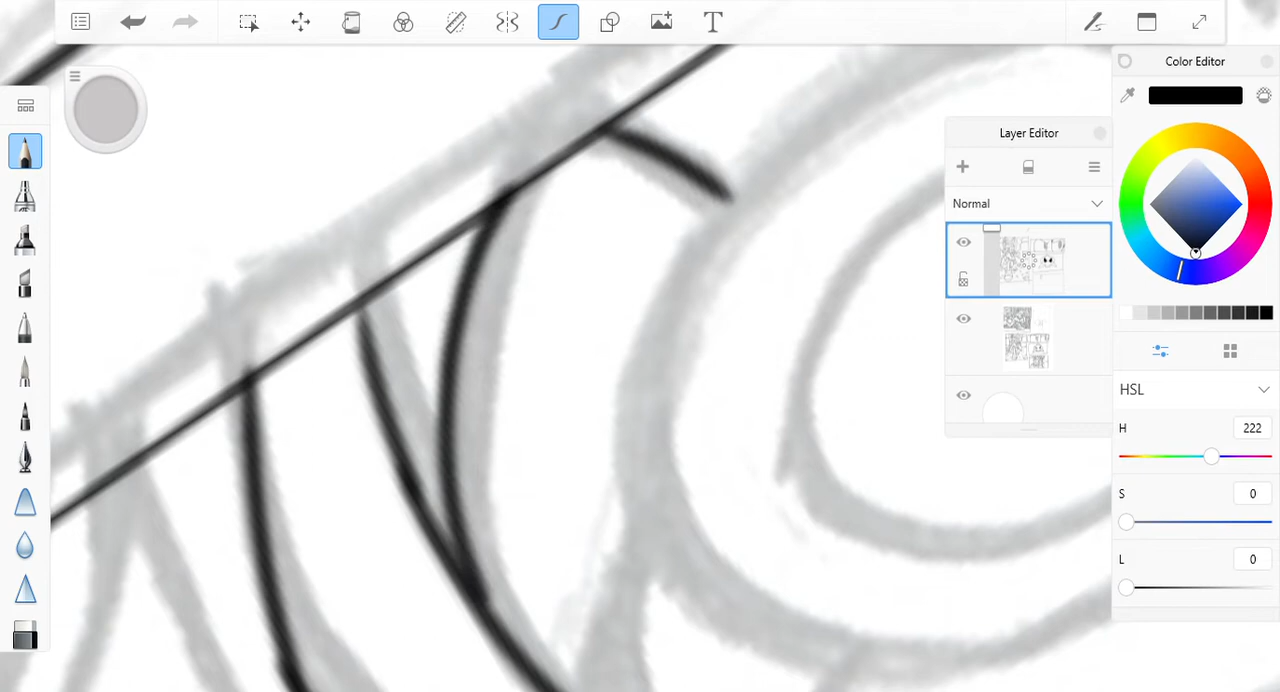 Color Editor
Layer Editor
Normal
HSL
H 222
S 0
L 0